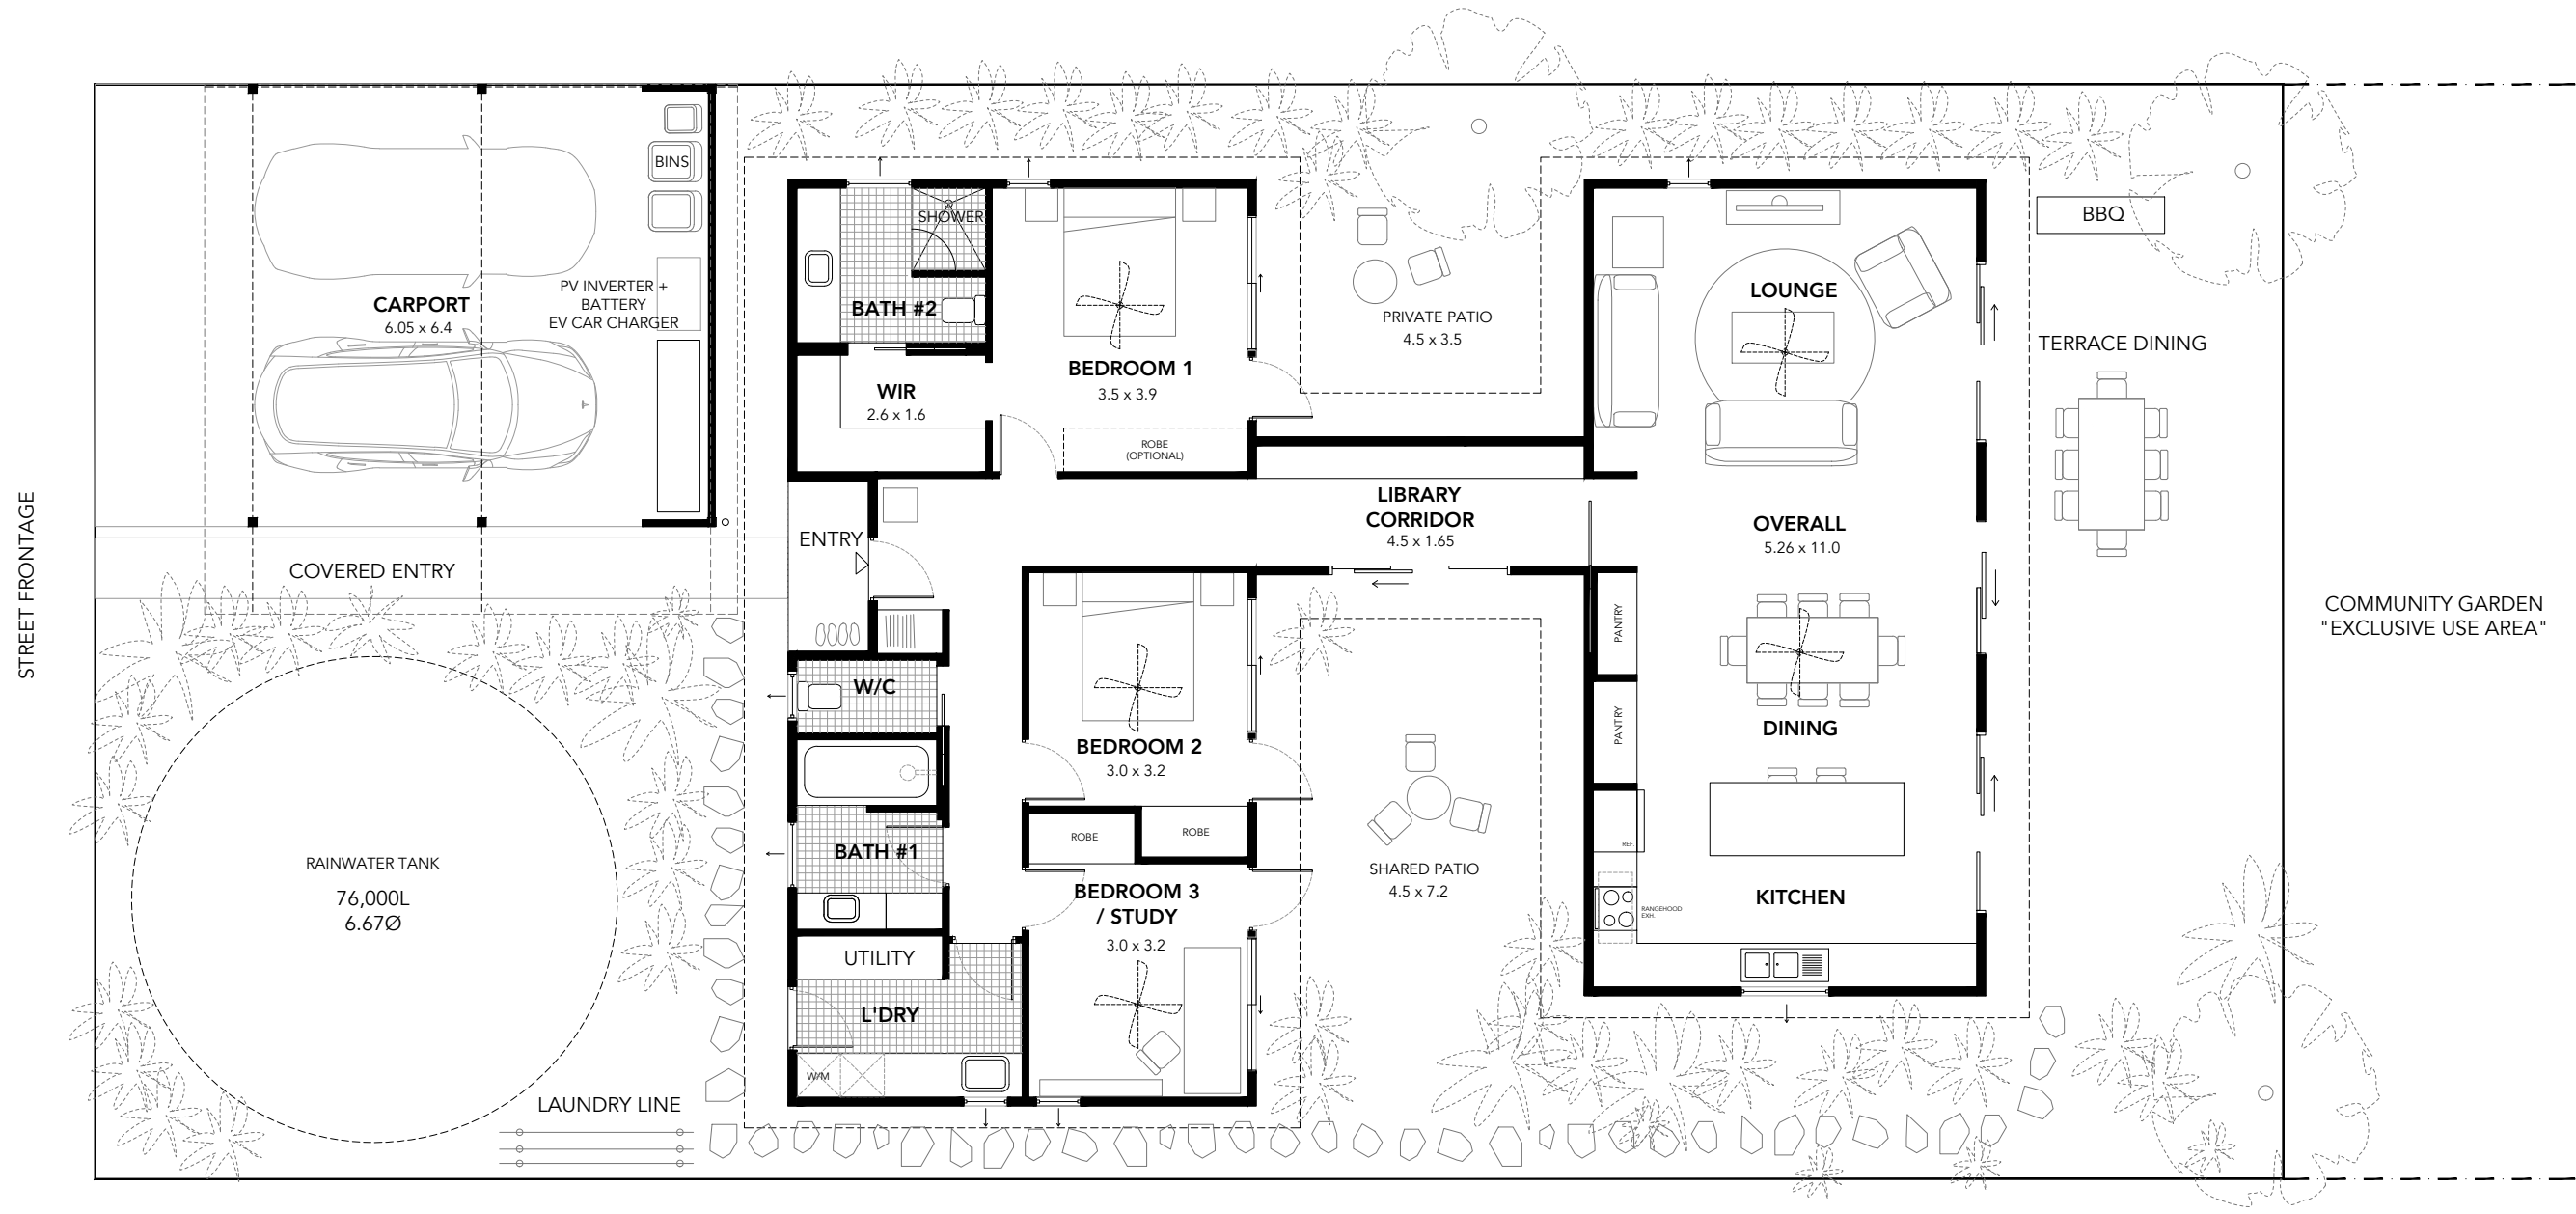 STREET FRONTAGE
BINS
PV INVERTER +
BATTERY
EV CAR CHARGER
CARPORT
6.05 x 6.4
COVERED ENTRY
RAINWATER TANK
76,000L
6.67Ø
LAUNDRY LINE
SHOWER
BATH #2
WIR
2.6 x 1.6
BEDROOM 1
3.5 x 3.9
ROBE
(OPTIONAL)
ENTRY
W/C
BATH #1
UTILITY
L'DRY
W/M
BEDROOM 2
3.0 x 3.2
ROBE
ROBE
BEDROOM 3
/ STUDY
3.0 x 3.2
PRIVATE PATIO
4.5 x 3.5
LIBRARY
CORRIDOR
4.5 x 1.65
SHARED PATIO
4.5 x 7.2
LOUNGE
OVERALL
5.26 x 11.0
PANTRY
PANTRY
DINING
REF.
RANGEHOOD
EXH.
KITCHEN
BBQ
TERRACE DINING
COMMUNITY GARDEN
"EXCLUSIVE USE AREA"